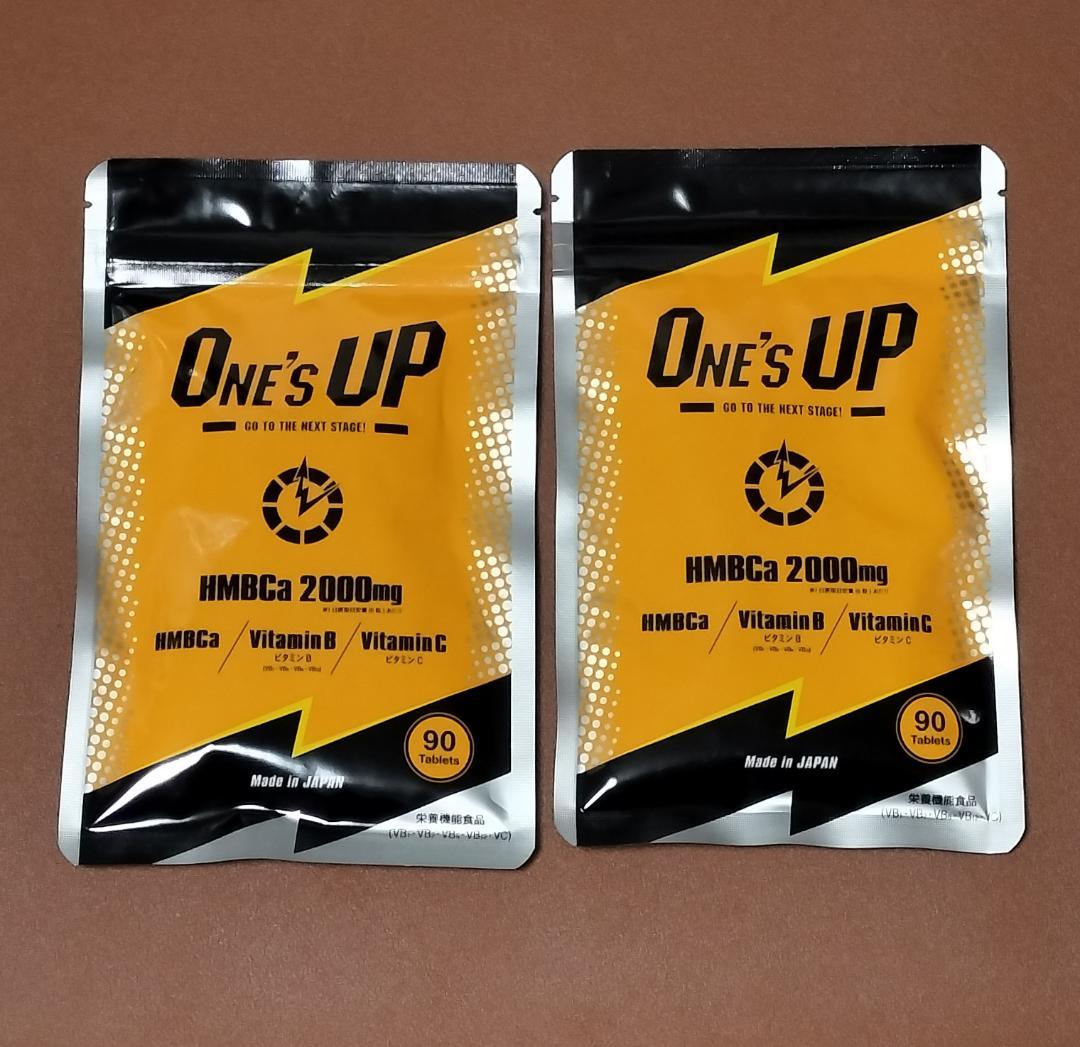 ONE'S UP
GO TO THE NEXT STAGE!
HMBCa 2000mg
HMBCa / Vitamin B / Vitamin C
ビタミンB ビタミンC
90
Tablets
Made in JAPAN
栄養機能食品
ONE'S UP
GO TO THE NEXT STAGE!
HMBCa 2000mg
HMBCa / Vitamin B / Vitamin C
ビタミンB ビタミンC
90
Tablets
Made in JAPAN
栄養機能食品